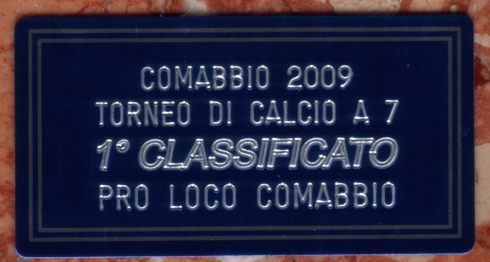 COMABBIO 2009
TORNEO DI CALCIO A 7
1° CLASSIFICATO
PRO LOCO COMABBIO